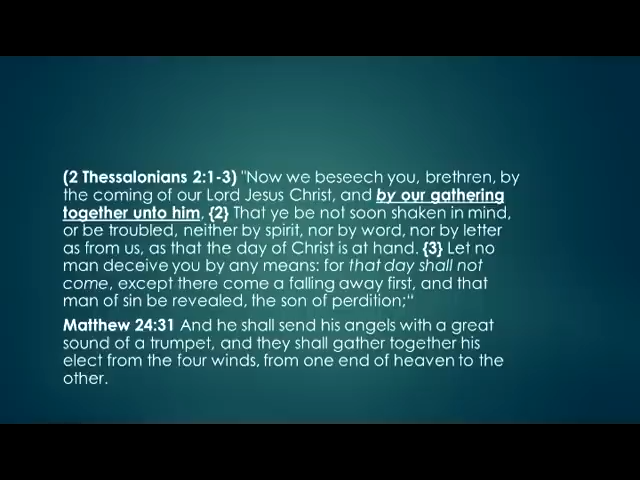 (2 Thessalonians 2:1-3) "Now we beseech you, brethren, by
the coming of our Lord Jesus Christ, and by our gathering
together unto him, {2} That ye be not soon shaken in mind,
or be troubled, neither by spirit, nor by word, nor by letter
as from us, as that the day of Christ is at hand. {3} Let no
man deceive you by any means: for that day shall not
come, except there come a falling away first, and that
man of sin be revealed, the son of perdition;“
Matthew 24:31 And he shall send his angels with a great
sound of a trumpet, and they shall gather together his
elect from the four winds, from one end of heaven to the
other.